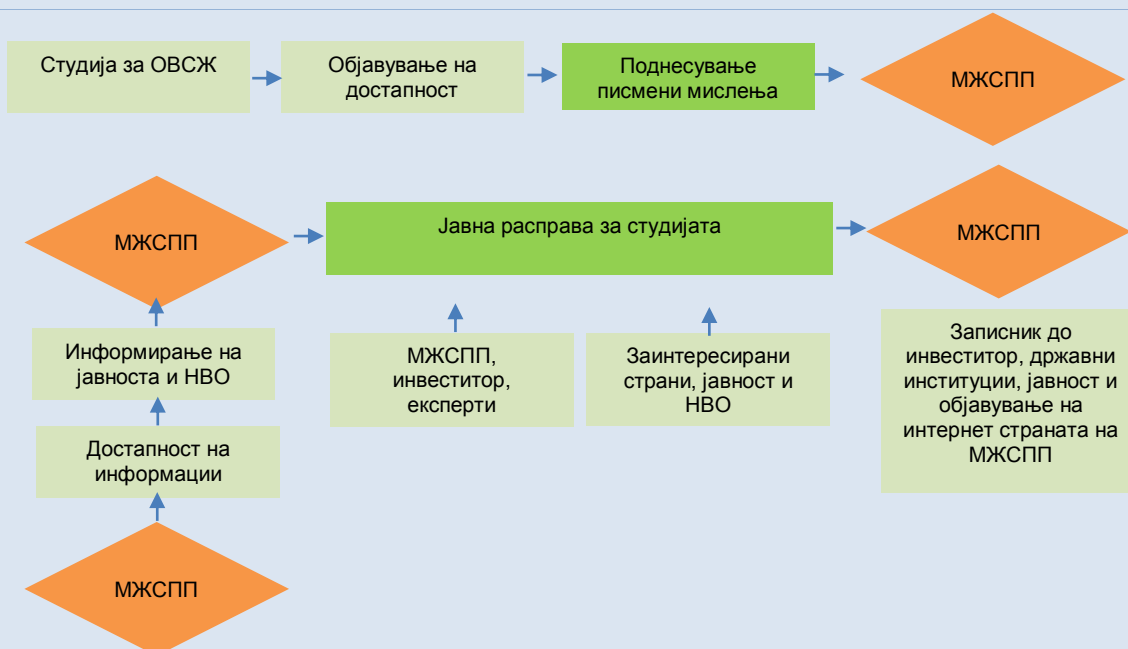 Студија за ОВСЖ
Објавување на
достапност
Поднесување
писмени мислења
МЖСПП
МЖСПП
Јавна расправа за студијата
МЖСПП
Информирање на
јавноста и НВО
МЖСПП,
инвеститор,
експерти
Заинтересирани
страни, јавност и
НВО
Записник до
инвеститор, државни
институции, јавност и
објавување на
интернет страната на
МЖСПП
Достапност на
информации
МЖСПП